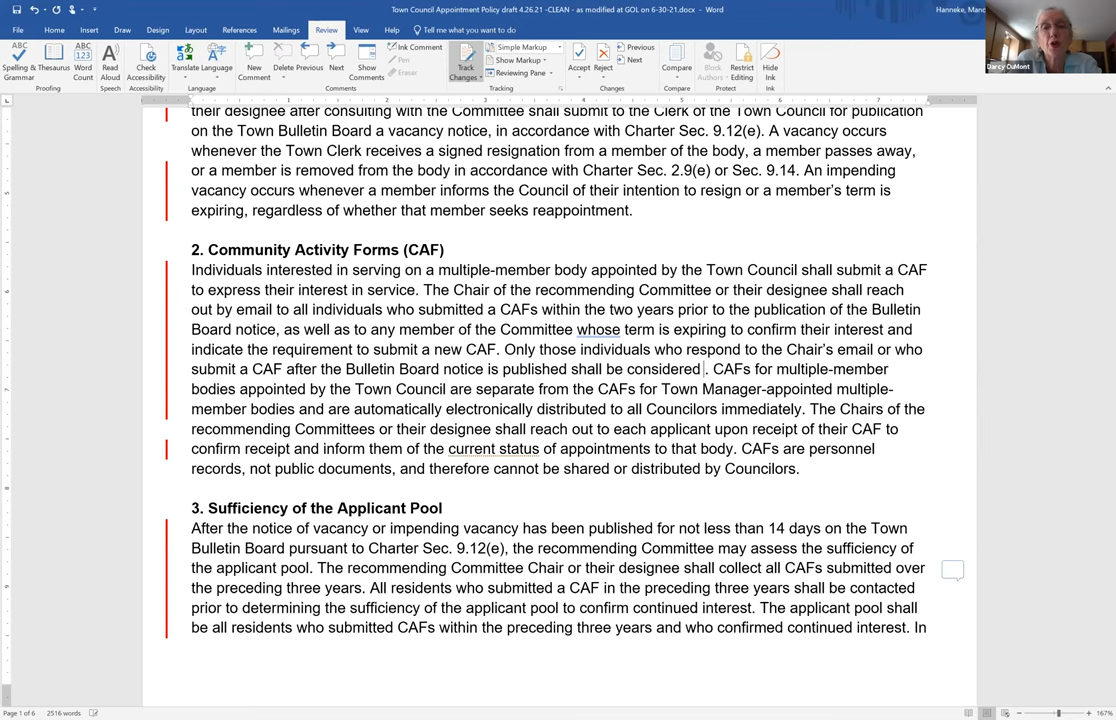 Town Council Appointment Policy draft 4.26.21 -CLEAN - as modified at GOL on 6-30-21.docx - Word
Hanneke, Mand
File Home Insert Draw Design Layout References Mailings Review View Help Tell me what you want to do
Spelling & Grammar
Thesaurus
Word Count
Read Aloud
Check Accessibility
Translate
Language
New Comment
Delete
Previous
Next
Show Comments
Ink Comment
Pen
Eraser
Track Changes
Simple Markup
Show Markup
Reviewing Pane
Accept
Reject
Previous
Next
Compare
Block Authors
Restrict Editing
Hide Ink
Proofing Speech Accessibility Language Comments Tracking Changes Compare Protect Ink
Darcy DuMont
their designee after consulting with the Committee shall submit to the Clerk of the Town Council for publication
on the Town Bulletin Board a vacancy notice, in accordance with Charter Sec. 9.12(e). A vacancy occurs
whenever the Town Clerk receives a signed resignation from a member of the body, a member passes away,
or a member is removed from the body in accordance with Charter Sec. 2.9(e) or Sec. 9.14. An impending
vacancy occurs whenever a member informs the Council of their intention to resign or a member's term is
expiring, regardless of whether that member seeks reappointment.
2. Community Activity Forms (CAF)
Individuals interested in serving on a multiple-member body appointed by the Town Council shall submit a CAF
to express their interest in service. The Chair of the recommending Committee or their designee shall reach
out by email to all individuals who submitted a CAFs within the two years prior to the publication of the Bulletin
Board notice, as well as to any member of the Committee whose term is expiring to confirm their interest and
indicate the requirement to submit a new CAF. Only those individuals who respond to the Chair's email or who
submit a CAF after the Bulletin Board notice is published shall be considered . CAFs for multiple-member
bodies appointed by the Town Council are separate from the CAFs for Town Manager-appointed multiple-
member bodies and are automatically electronically distributed to all Councilors immediately. The Chairs of the
recommending Committees or their designee shall reach out to each applicant upon receipt of their CAF to
confirm receipt and inform them of the current status of appointments to that body. CAFs are personnel
records, not public documents, and therefore cannot be shared or distributed by Councilors.
3. Sufficiency of the Applicant Pool
After the notice of vacancy or impending vacancy has been published for not less than 14 days on the Town
Bulletin Board pursuant to Charter Sec. 9.12(e), the recommending Committee may assess the sufficiency of
the applicant pool. The recommending Committee Chair or their designee shall collect all CAFs submitted over
the preceding three years. All residents who submitted a CAF in the preceding three years shall be contacted
prior to determining the sufficiency of the applicant pool to confirm continued interest. The applicant pool shall
be all residents who submitted CAFs within the preceding three years and who confirmed continued interest. In
Page 1 of 6 2516 words
167%